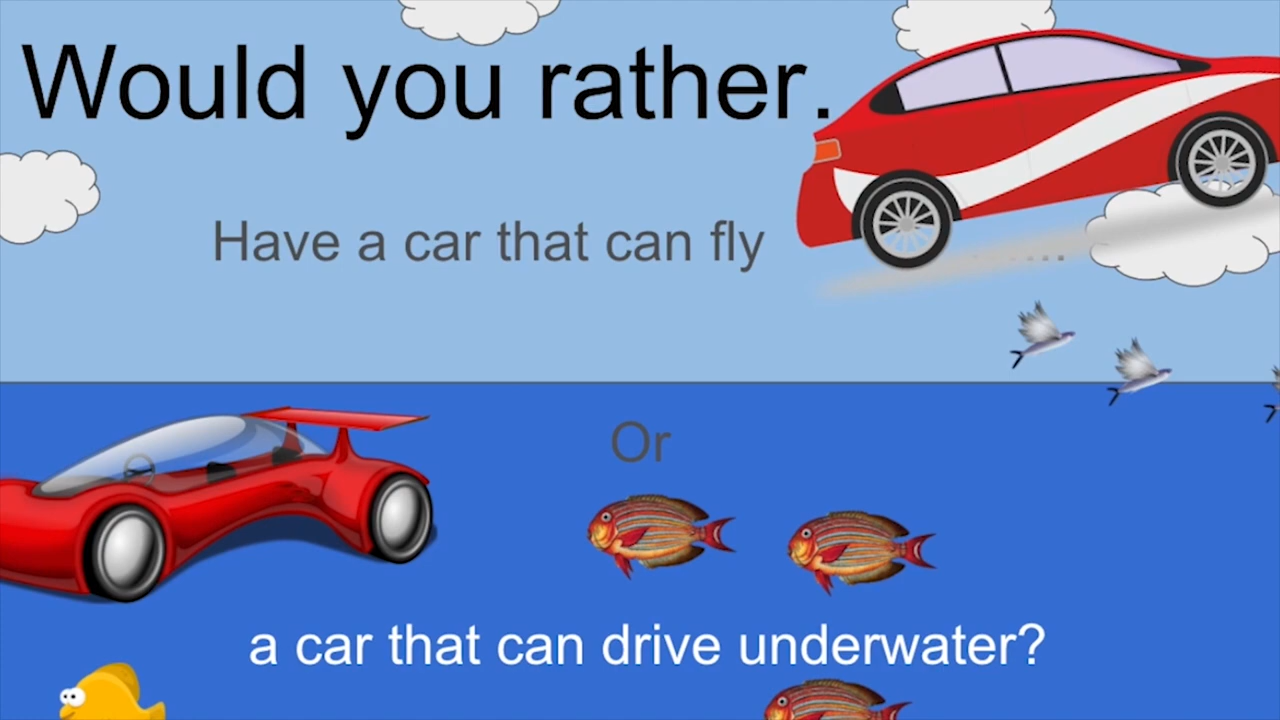 Would you rather.
Have a car that can fly
Or
a car that can drive underwater?